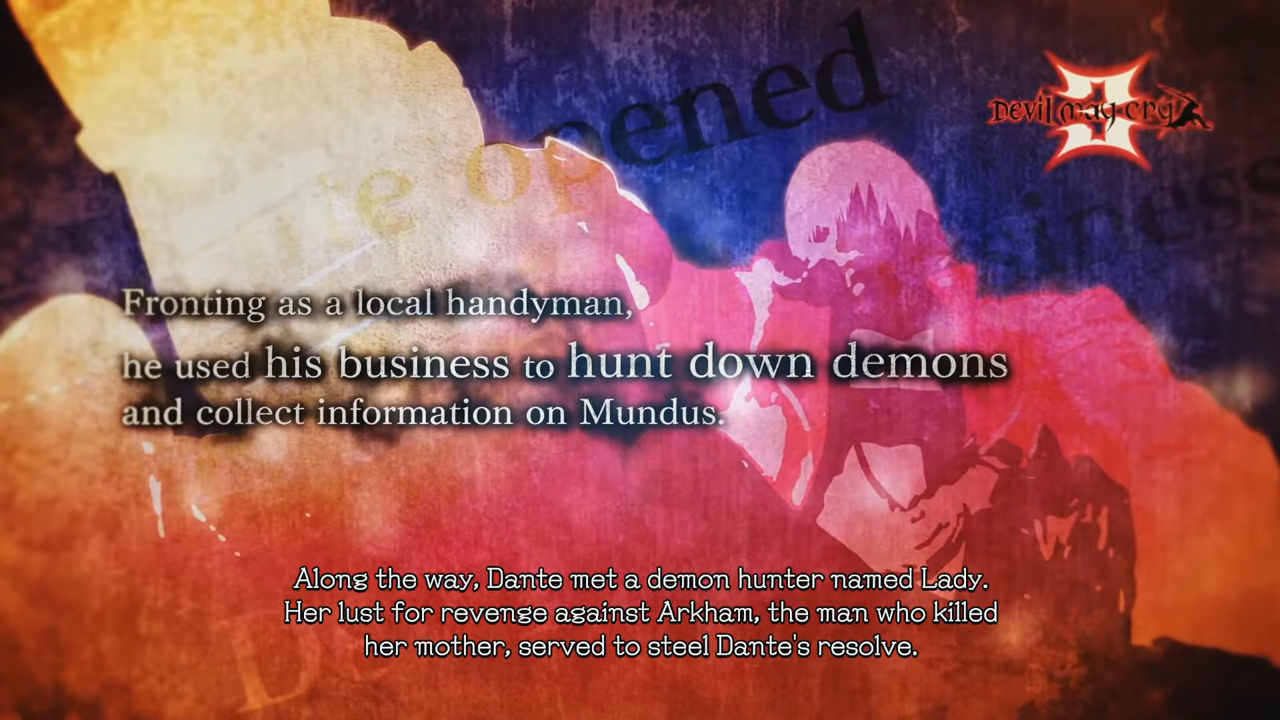 opened
Devil may cry
3
Fronting as a local handyman,
he used his business to hunt down demons
and collect information on Mundus.
Along the way, Dante met a demon hunter named Lady.
Her lust for revenge against Arkham, the man who killed
her mother, served to steel Dante's resolve.